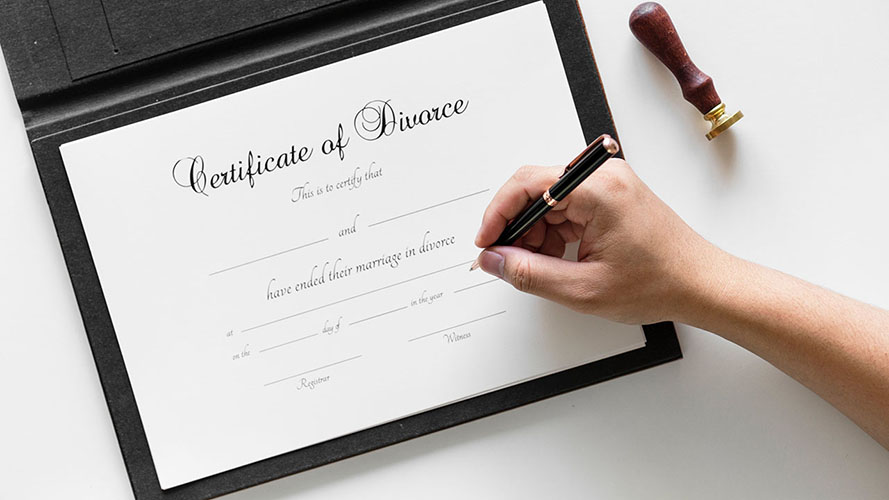 Certificate of Divorce
This is to certify that
and
have ended their marriage in divorce
at
on the day of in the year
Registrar Witness